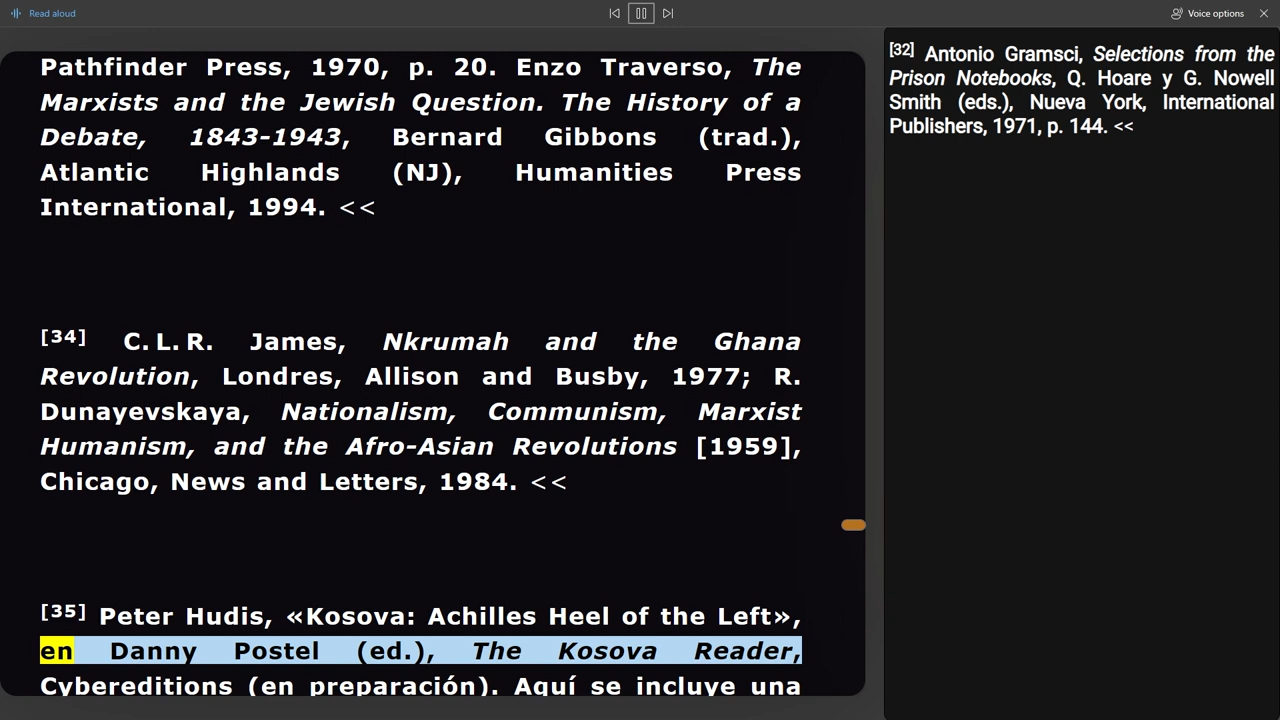 Read aloud
Voice options
Pathfinder Press, 1970, p. 20. Enzo Traverso, The
Marxists and the Jewish Question. The History of a
Debate, 1843-1943, Bernard Gibbons (trad.),
Atlantic Highlands (NJ), Humanities Press
International, 1994. <<
[34] C. L. R. James, Nkrumah and the Ghana
Revolution, Londres, Allison and Busby, 1977; R.
Dunayevskaya, Nationalism, Communism, Marxist
Humanism, and the Afro-Asian Revolutions [1959],
Chicago, News and Letters, 1984. <<
[35] Peter Hudis, «Kosova: Achilles Heel of the Left»,
en Danny Postel (ed.), The Kosova Reader,
Cybereditions (en preparación). Aquí se incluye una
[32] Antonio Gramsci, Selections from the
Prison Notebooks, Q. Hoare y G. Nowell
Smith (eds.), Nueva York, International
Publishers, 1971, p. 144. <<